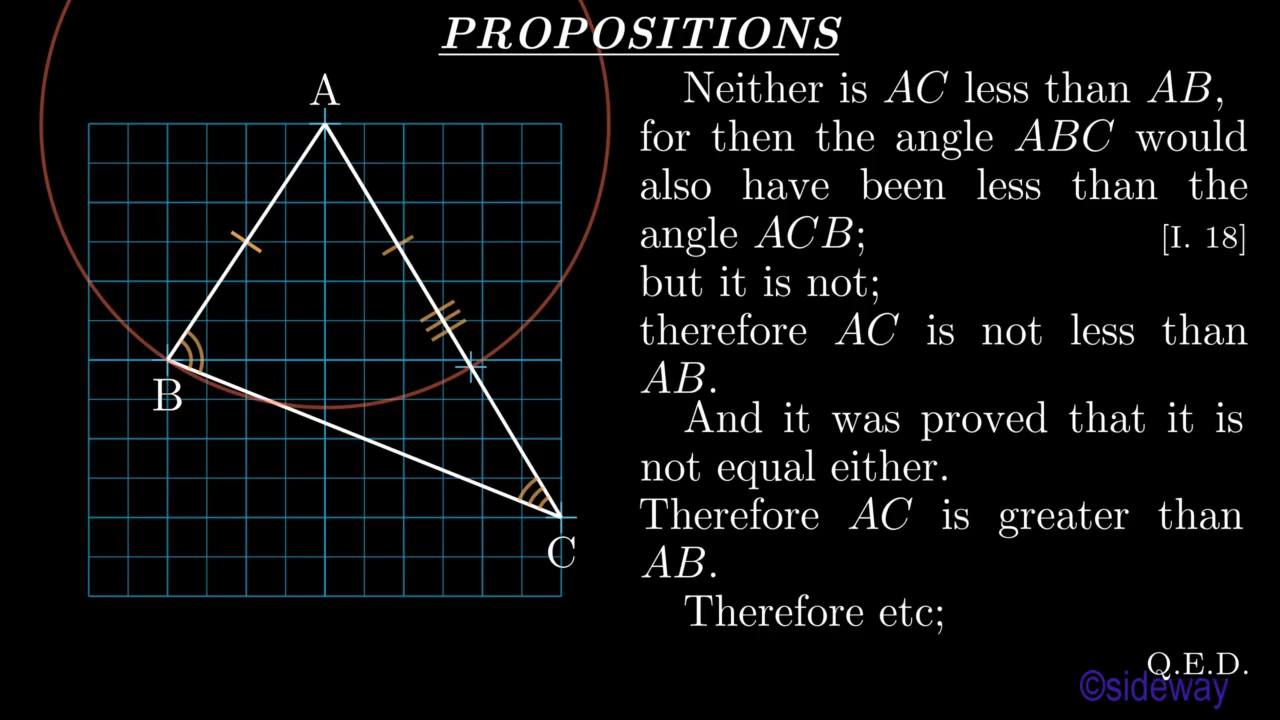 PROPOSITIONS
A
B
C
Neither is AC less than AB,
for then the angle ABC would
also have been less than the
angle ACB; [I. 18]
but it is not;
therefore AC is not less than
AB.
And it was proved that it is
not equal either.
Therefore AC is greater than
AB.
Therefore etc;
Q.E.D.
©sideway